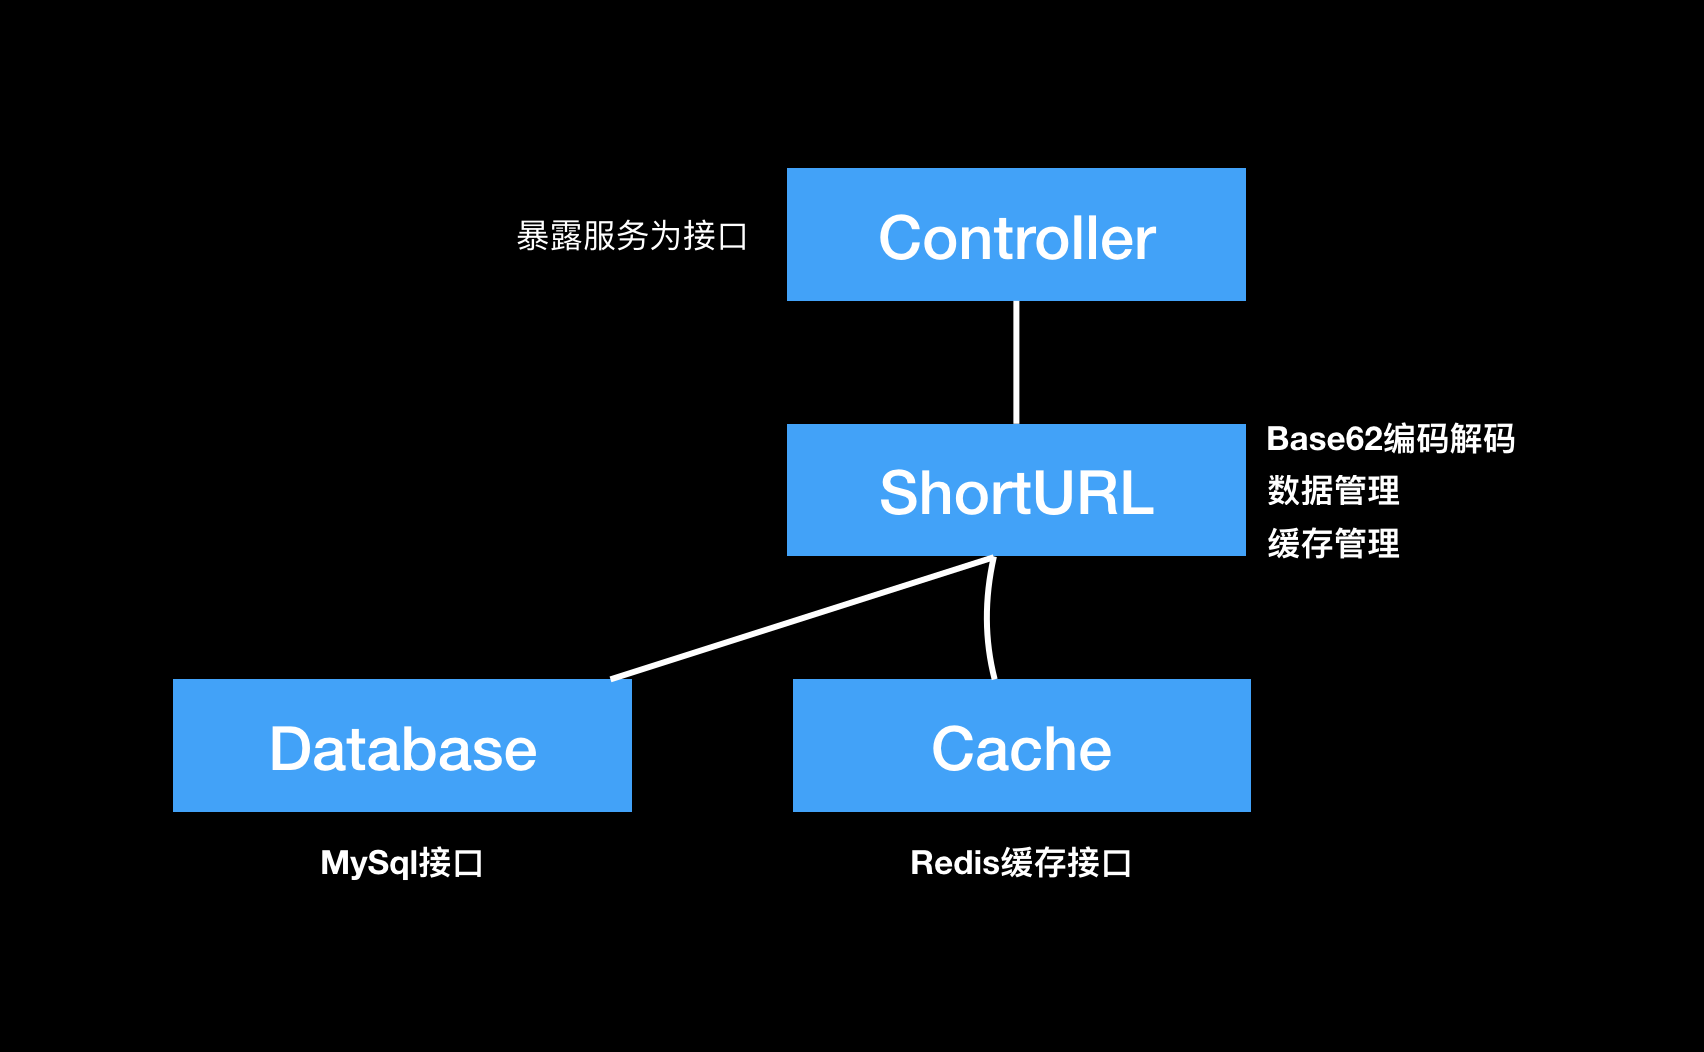 暴露服务为接口
Controller
ShortURL
Base62编码解码
数据管理
缓存管理
Database
Cache
MySql接口
Redis缓存接口